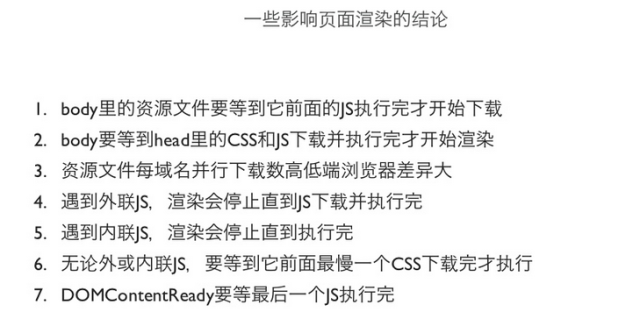 一些影响页面渲染的结论
1. body里的资源文件要等到它前面的JS执行完才开始下载
2. body要等到head里的CSS和JS下载并执行完才开始渲染
3. 资源文件每域名并行下载数高低端浏览器差异大
4. 遇到外联JS，渲染会停止直到JS下载并执行完
5. 遇到内联JS，渲染会停止直到执行完
6. 无论外或内联JS，要等到它前面最慢一个CSS下载完才执行
7. DOMContentReady要等最后一个JS执行完